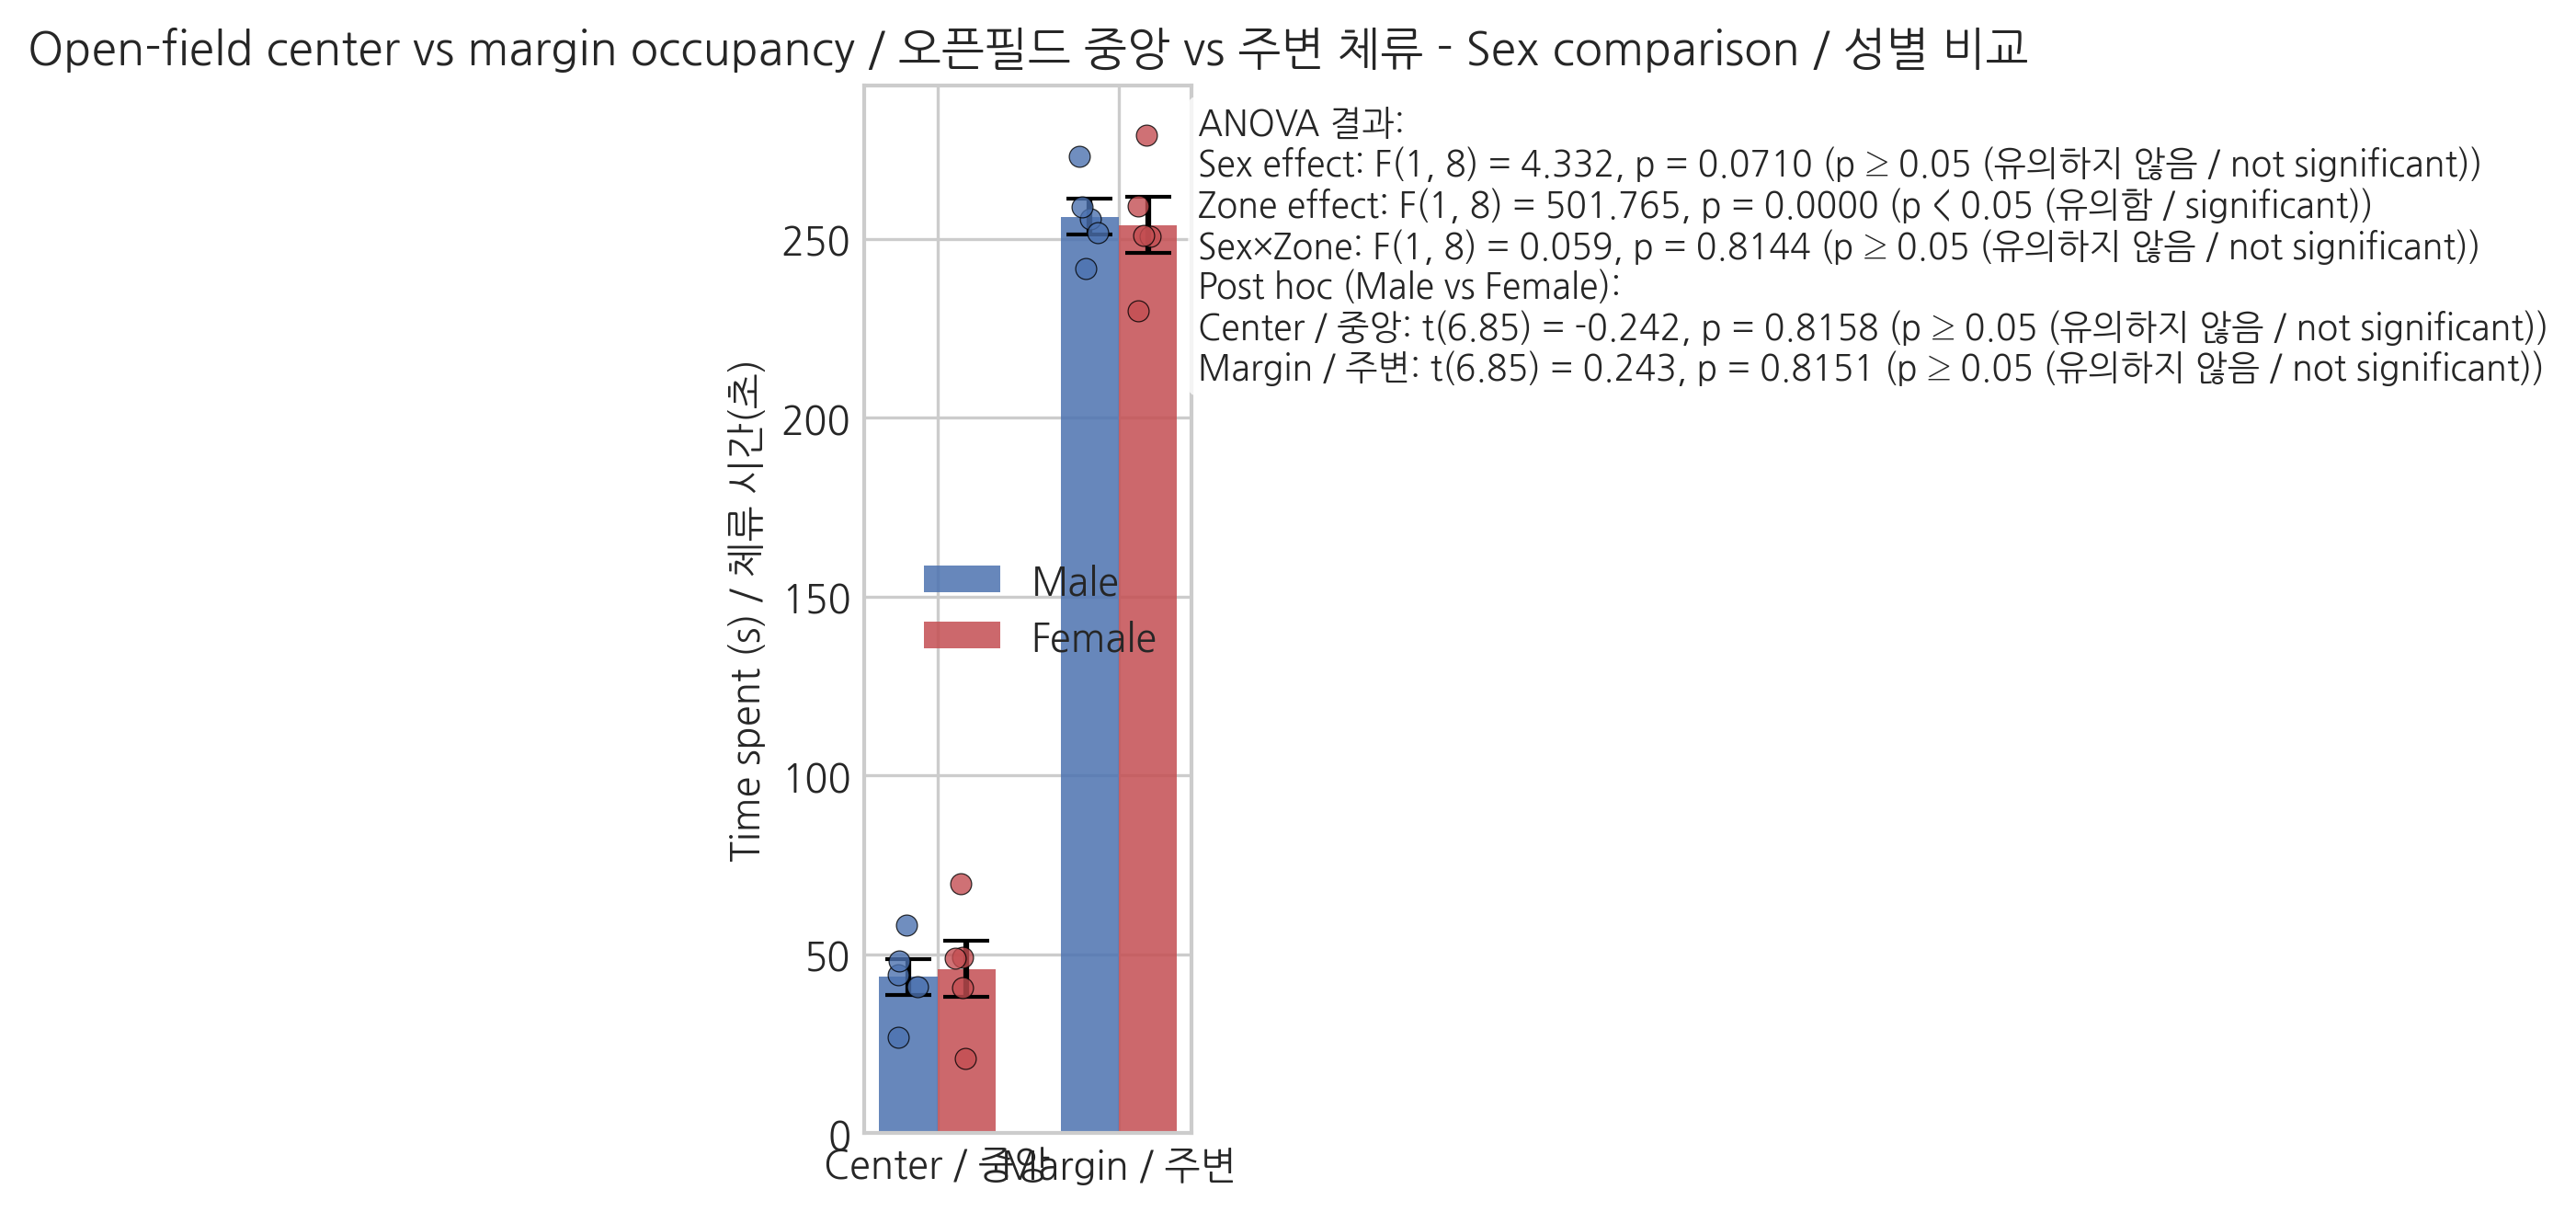 Open-field center vs margin occupancy / 오픈필드 중앙 vs 주변 체류 - Sex comparison / 성별 비교
ANOVA 결과:
Sex effect: F(1, 8) = 4.332, p = 0.0710 (p ≥ 0.05 (유의하지 않음 / not significant))
Zone effect: F(1, 8) = 501.765, p = 0.0000 (p < 0.05 (유의함 / significant))
Sex×Zone: F(1, 8) = 0.059, p = 0.8144 (p ≥ 0.05 (유의하지 않음 / not significant))
Post hoc (Male vs Female):
Center / 중앙: t(6.85) = -0.242, p = 0.8158 (p ≥ 0.05 (유의하지 않음 / not significant))
Margin / 주변: t(6.85) = 0.243, p = 0.8151 (p ≥ 0.05 (유의하지 않음 / not significant))
Time spent (s) / 체류 시간(초)
250
200
150
100
50
0
Male
Female
Center / 중앙
Margin / 주변